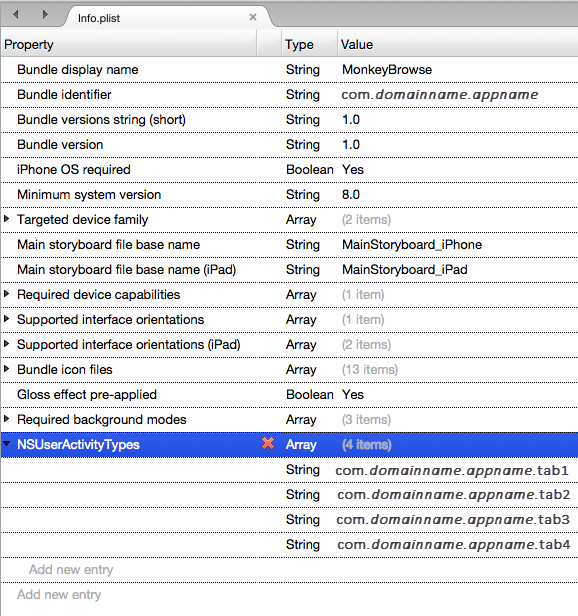 Info.plist
Property Type Value
Bundle display name String MonkeyBrowse
Bundle identifier String com.domainname.appname
Bundle versions string (short) String 1.0
Bundle version String 1.0
iPhone OS required Boolean Yes
Minimum system version String 8.0
Targeted device family Array (2 items)
Main storyboard file base name String MainStoryboard_iPhone
Main storyboard file base name (iPad) String MainStoryboard_iPad
Required device capabilities Array (1 item)
Supported interface orientations Array (1 item)
Supported interface orientations (iPad) Array (2 items)
Bundle icon files Array (13 items)
Gloss effect pre-applied Boolean Yes
Required background modes Array (3 items)
NSUserActivityTypes Array (4 items)
String com.domainname.appname.tab1
String com.domainname.appname.tab2
String com.domainname.appname.tab3
String com.domainname.appname.tab4
Add new entry
Add new entry